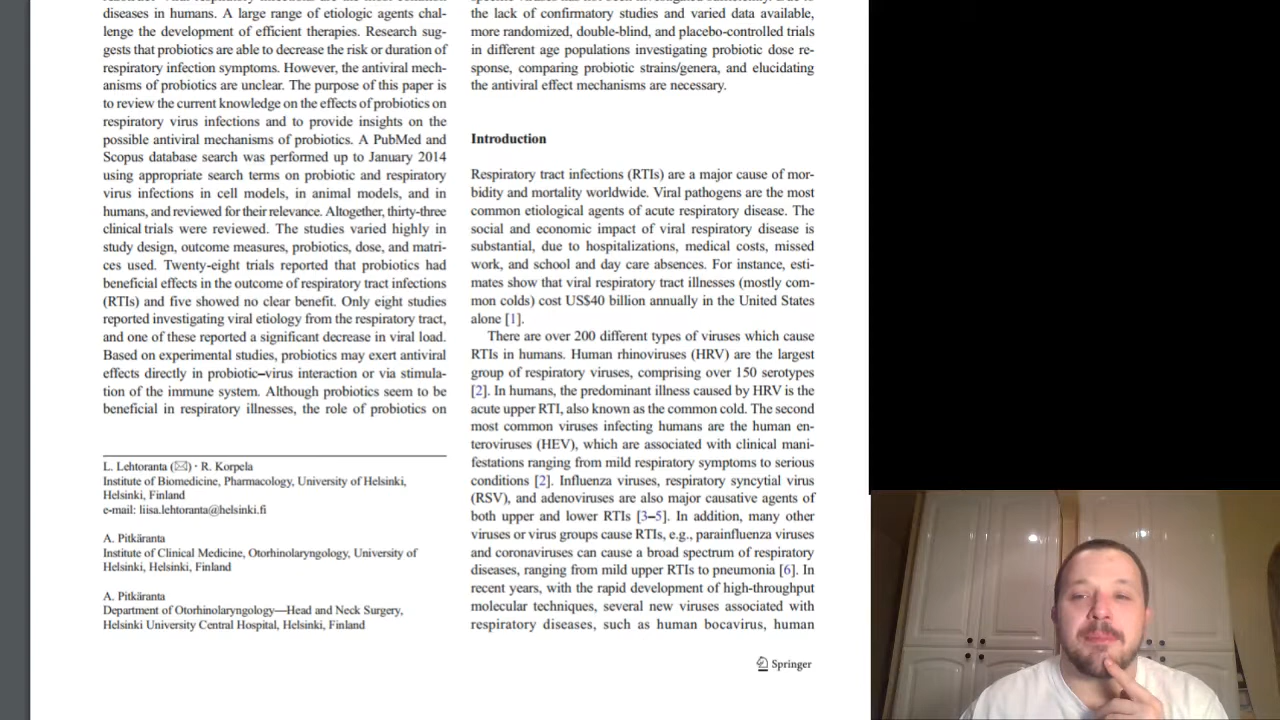 diseases in humans. A large range of etiologic agents chal-
lenge the development of efficient therapies. Research sug-
gests that probiotics are able to decrease the risk or duration of
respiratory infection symptoms. However, the antiviral mech-
anisms of probiotics are unclear. The purpose of this paper is
to review the current knowledge on the effects of probiotics on
respiratory virus infections and to provide insights on the
possible antiviral mechanisms of probiotics. A PubMed and
Scopus database search was performed up to January 2014
using appropriate search terms on probiotic and respiratory
virus infections in cell models, in animal models, and in
humans, and reviewed for their relevance. Altogether, thirty-three
clinical trials were reviewed. The studies varied highly in
study design, outcome measures, probiotics, dose, and matri-
ces used. Twenty-eight trials reported that probiotics had
beneficial effects in the outcome of respiratory tract infections
(RTIs) and five showed no clear benefit. Only eight studies
reported investigating viral etiology from the respiratory tract,
and one of these reported a significant decrease in viral load.
Based on experimental studies, probiotics may exert antiviral
effects directly in probiotic–virus interaction or via stimula-
tion of the immune system. Although probiotics seem to be
beneficial in respiratory illnesses, the role of probiotics on
L. Lehtoranta (✉) · R. Korpela
Institute of Biomedicine, Pharmacology, University of Helsinki,
Helsinki, Finland
e-mail: liisa.lehtoranta@helsinki.fi
A. Pitkäranta
Institute of Clinical Medicine, Otorhinolaryngology, University of
Helsinki, Helsinki, Finland
A. Pitkäranta
Department of Otorhinolaryngology—Head and Neck Surgery,
Helsinki University Central Hospital, Helsinki, Finland
the lack of confirmatory studies and varied data available,
more randomized, double-blind, and placebo-controlled trials
in different age populations investigating probiotic dose re-
sponse, comparing probiotic strains/genera, and elucidating
the antiviral effect mechanisms are necessary.
Introduction
Respiratory tract infections (RTIs) are a major cause of mor-
bidity and mortality worldwide. Viral pathogens are the most
common etiological agents of acute respiratory disease. The
social and economic impact of viral respiratory disease is
substantial, due to hospitalizations, medical costs, missed
work, and school and day care absences. For instance, esti-
mates show that viral respiratory tract illnesses (mostly com-
mon colds) cost US$40 billion annually in the United States
alone [1].
There are over 200 different types of viruses which cause
RTIs in humans. Human rhinoviruses (HRV) are the largest
group of respiratory viruses, comprising over 150 serotypes
[2]. In humans, the predominant illness caused by HRV is the
acute upper RTI, also known as the common cold. The second
most common viruses infecting humans are the human en-
teroviruses (HEV), which are associated with clinical mani-
festations ranging from mild respiratory symptoms to serious
conditions [2]. Influenza viruses, respiratory syncytial virus
(RSV), and adenoviruses are also major causative agents of
both upper and lower RTIs [3–5]. In addition, many other
viruses or virus groups cause RTIs, e.g., parainfluenza viruses
and coronaviruses can cause a broad spectrum of respiratory
diseases, ranging from mild upper RTIs to pneumonia [6]. In
recent years, with the rapid development of high-throughput
molecular techniques, several new viruses associated with
respiratory diseases, such as human bocavirus, human
Springer